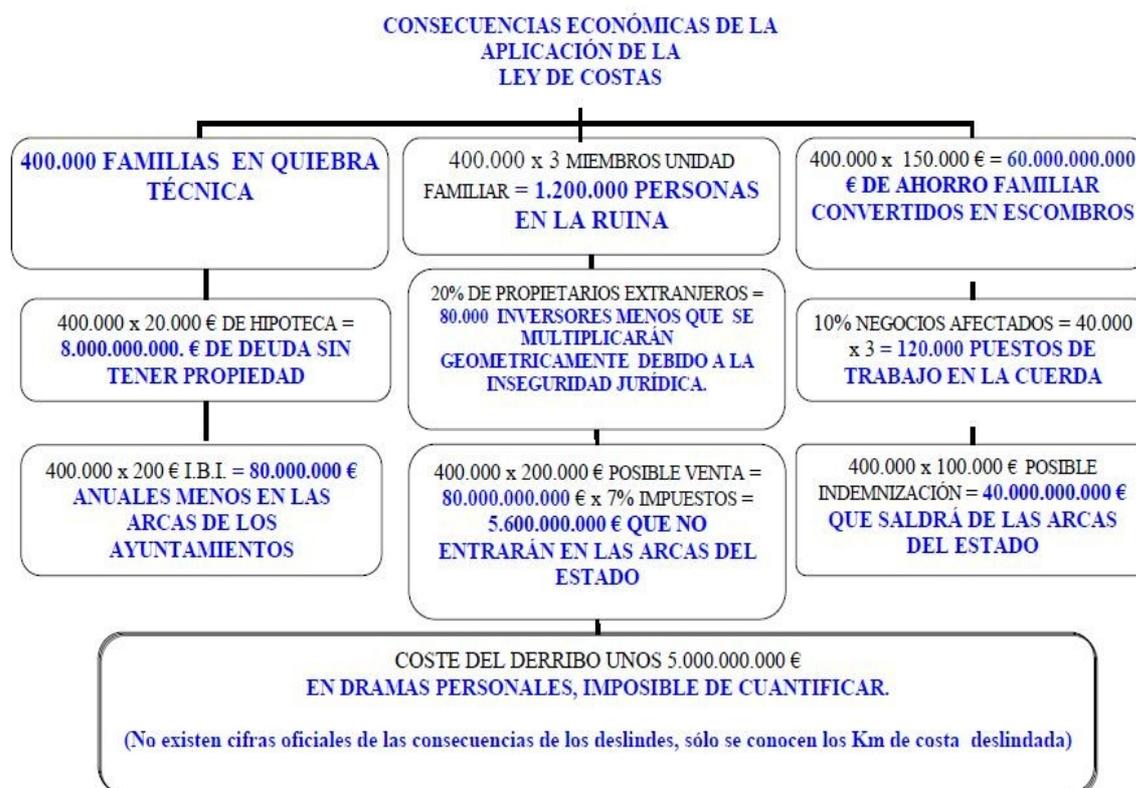 CONSECUENCIAS ECONÓMICAS DE LA
APLICACIÓN DE LA
LEY DE COSTAS
400.000 FAMILIAS EN QUIEBRA
TÉCNICA
400.000 x 3 MIEMBROS UNIDAD
FAMILIAR = 1.200.000 PERSONAS
EN LA RUINA
400.000 x 150.000 € = 60.000.000.000
€ DE AHORRO FAMILIAR
CONVERTIDOS EN ESCOMBROS
400.000 x 20.000 € DE HIPOTECA =
8.000.000.000. € DE DEUDA SIN
TENER PROPIEDAD
20% DE PROPIETARIOS EXTRANJEROS =
80.000 INVERSORES MENOS QUE SE
MULTIPLICARÁN
GEOMETRICAMENTE DEBIDO A LA
INSEGURIDAD JURÍDICA.
10% NEGOCIOS AFECTADOS = 40.000
x 3 = 120.000 PUESTOS DE
TRABAJO EN LA CUERDA
400.000 x 200 € I.B.I. = 80.000.000 €
ANUALES MENOS EN LAS
ARCAS DE LOS
AYUNTAMIENTOS
400.000 x 200.000 € POSIBLE VENTA =
80.000.000.000 € x 7% IMPUESTOS =
5.600.000.000 € QUE NO
ENTRARÁN EN LAS ARCAS DEL
ESTADO
400.000 x 100.000 € POSIBLE
INDEMNIZACIÓN = 40.000.000.000 €
QUE SALDRÁ DE LAS ARCAS
DEL ESTADO
COSTE DEL DERRIBO UNOS 5.000.000.000 €
EN DRAMAS PERSONALES, IMPOSIBLE DE CUANTIFICAR.
(No existen cifras oficiales de las consecuencias de los deslindes, sólo se conocen los Km de costa deslindada)